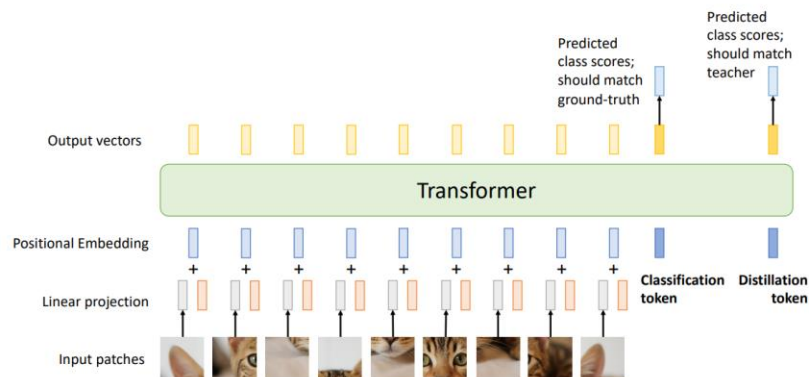 Predicted
class scores;
should match
ground-truth
Predicted
class scores;
should match
teacher
Output vectors
Transformer
Positional Embedding
+ + + + + + + + +
Classification
token
Distillation
token
Linear projection
Input patches